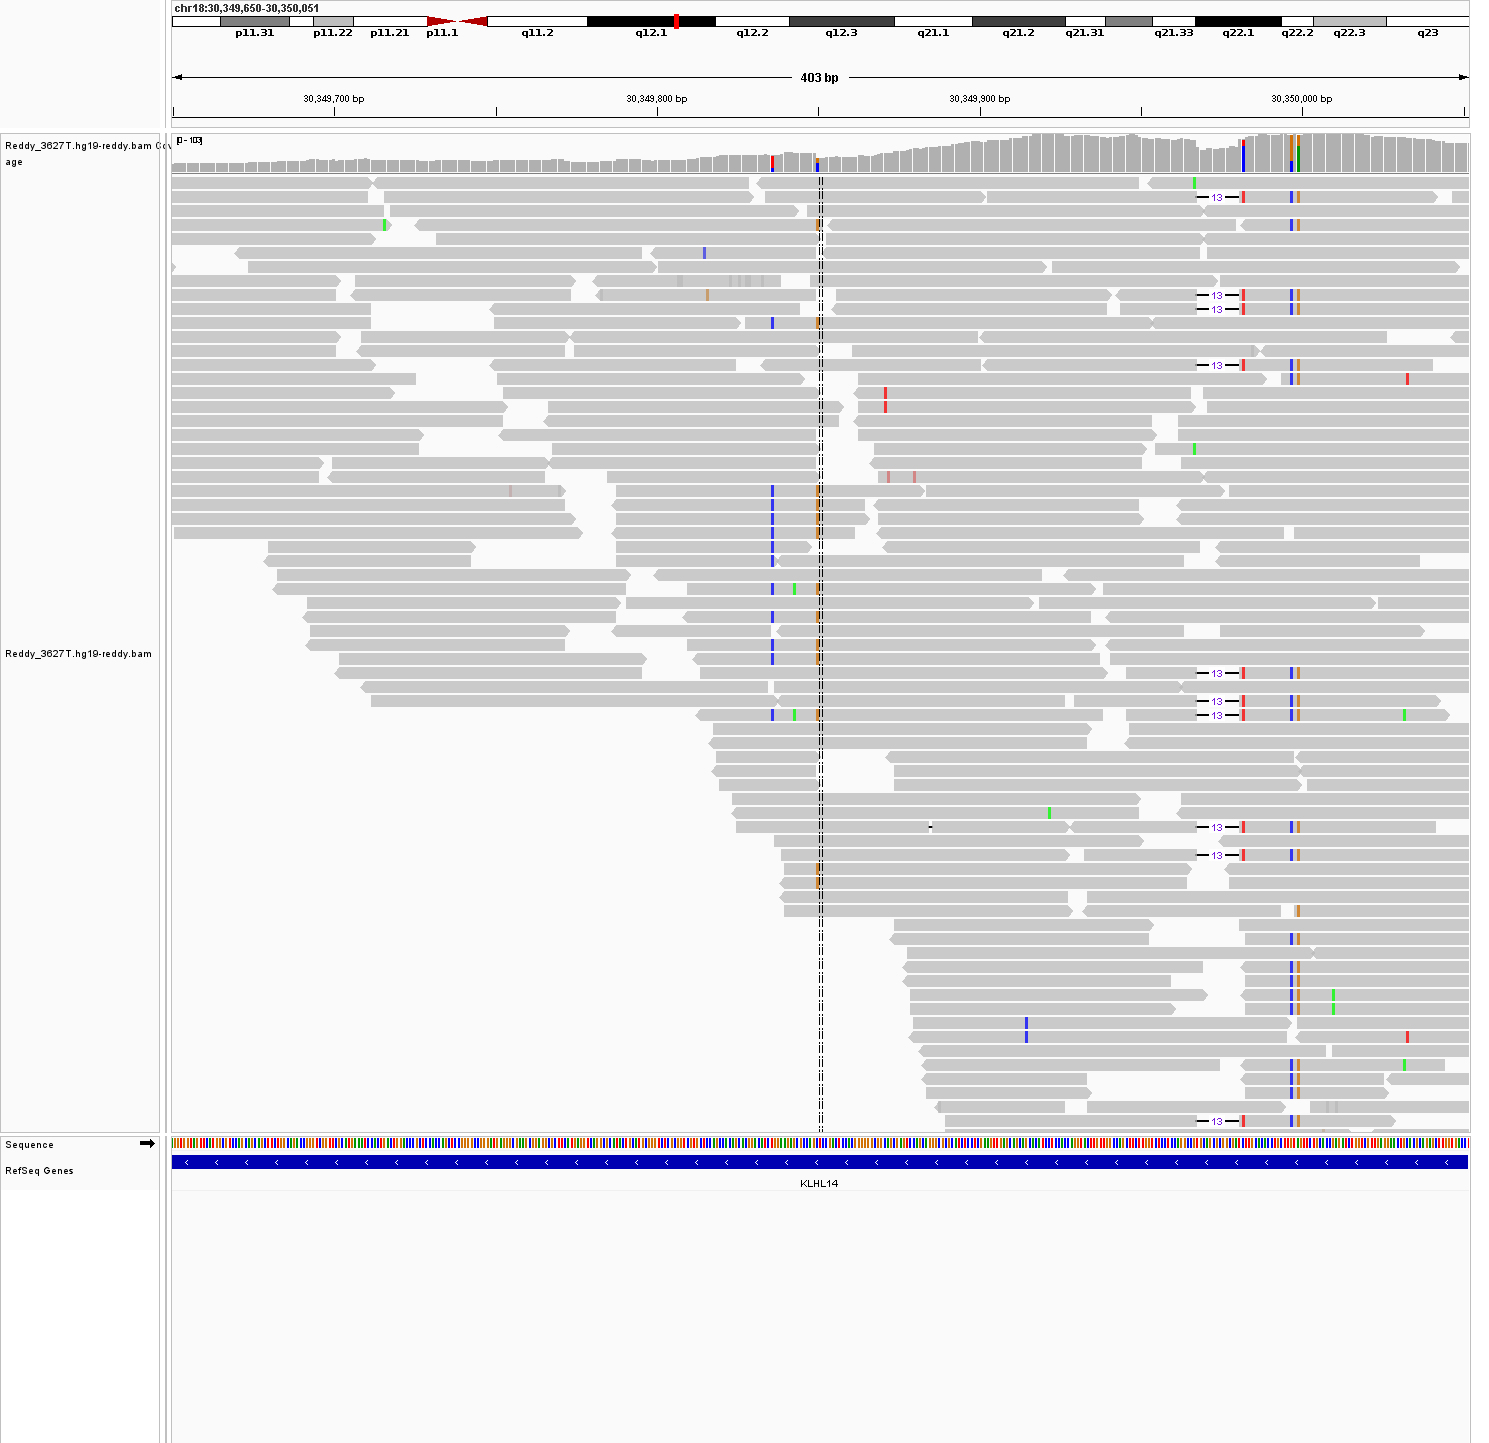 chr18:30,349,650-30,350,051
p11.31 p11.22 p11.21 p11.1 q11.2 q12.1 q12.2 q12.3 q21.1 q21.2 q21.31 q21.33 q22.1 q22.2 q22.3 q23
403 bp
30,349,700 bp 30,349,800 bp 30,349,900 bp 30,350,000 bp
Reddy_3627T.hg19-reddy.bam Cov
age
[0 - 103]
13
13
13
13
Reddy_3627T.hg19-reddy.bam
13
13
13
13
13
13
Sequence
RefSeq Genes
KLHL14